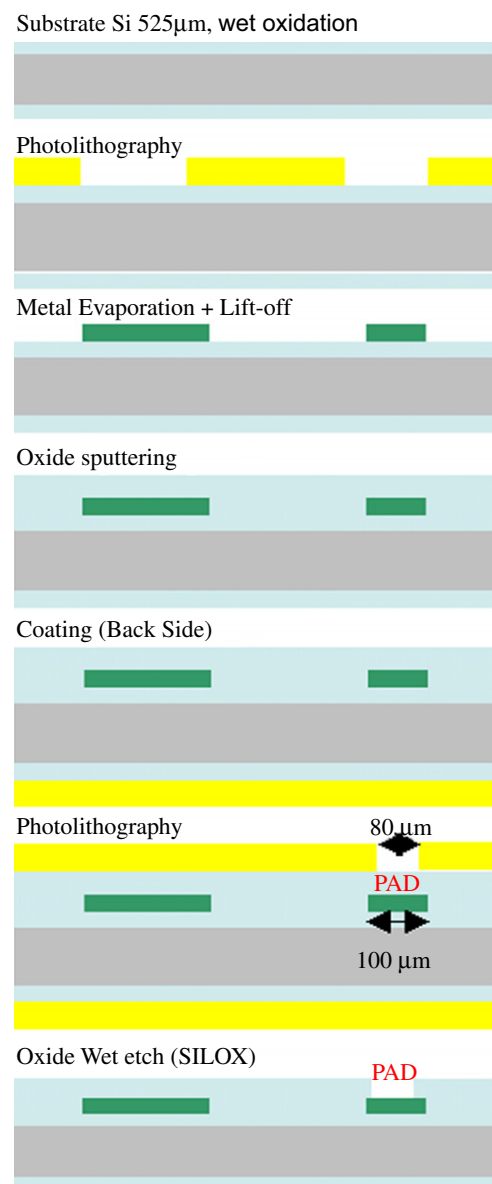 Substrate Si 525μm, wet oxidation
Photolithography
Metal Evaporation + Lift-off
Oxide sputtering
Coating (Back Side)
Photolithography
80 μm
PAD
100 μm
Oxide Wet etch (SILOX)
PAD